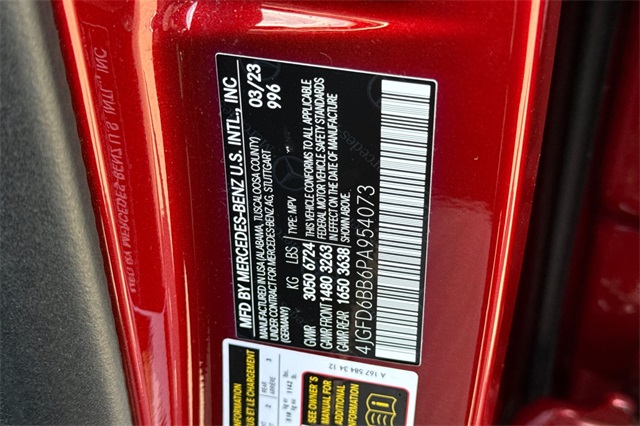 MFD BY MERCEDES-BENZ U.S. INTL., INC
MANUFACTURED IN USA (ALABAMA, TUSCALOOSA COUNTY)
UNDER CONTRACT FOR MERCEDES-BENZ AG, STUTTGART
(GERMANY)
03/23
996
KG LBS TYPE: MPV
GVWR 3050 6724
GAWR FRONT 1480 3263
GAWR REAR 1650 3638
THIS VEHICLE CONFORMS TO ALL APPLICABLE
FEDERAL MOTOR VEHICLE SAFETY STANDARDS
IN EFFECT ON THE DATE OF MANUFACTURE
SHOWN ABOVE.
4JGFD6BB6PA954073
A 167 584 34 12
SEE OWNER'S
MANUAL FOR
ADDITIONAL
INFORMATION